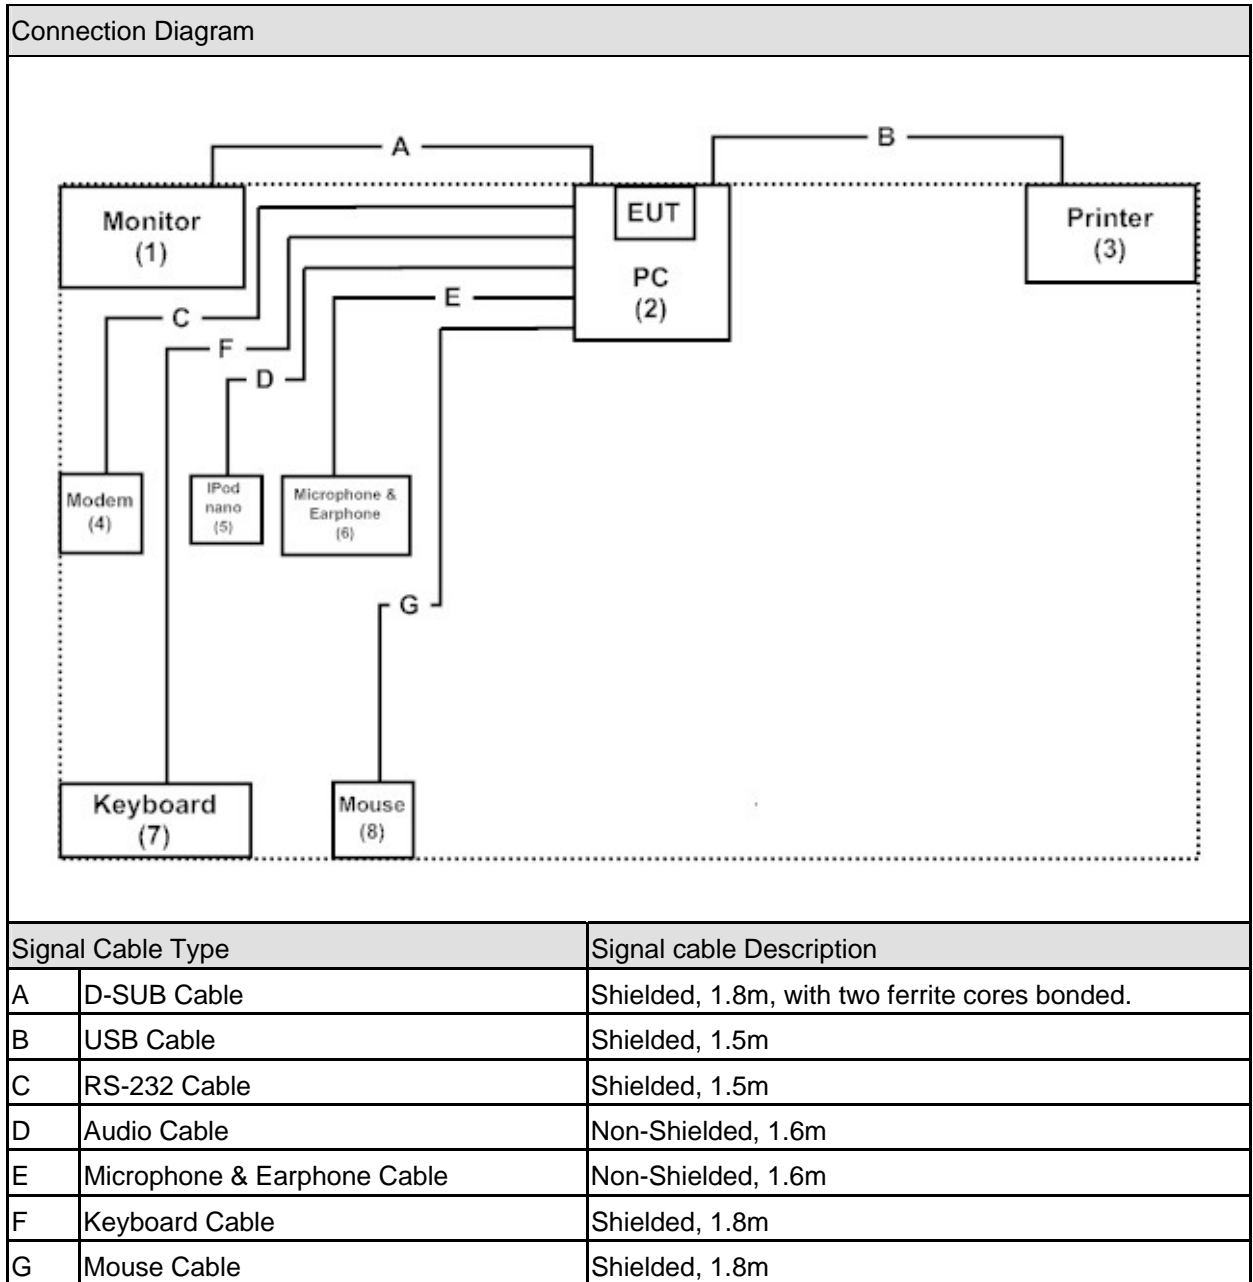 Connection Diagram
A
B
Monitor
(1)
EUT
PC
(2)
Printer
(3)
C
E
F
D
Modem
(4)
IPod
nano
(5)
Microphone &
Earphone
(6)
G
Keyboard
(7)
Mouse
(8)
Signal Cable Type Signal cable Description
A D-SUB Cable Shielded, 1.8m, with two ferrite cores bonded.
B USB Cable Shielded, 1.5m
C RS-232 Cable Shielded, 1.5m
D Audio Cable Non-Shielded, 1.6m
E Microphone & Earphone Cable Non-Shielded, 1.6m
F Keyboard Cable Shielded, 1.8m
G Mouse Cable Shielded, 1.8m